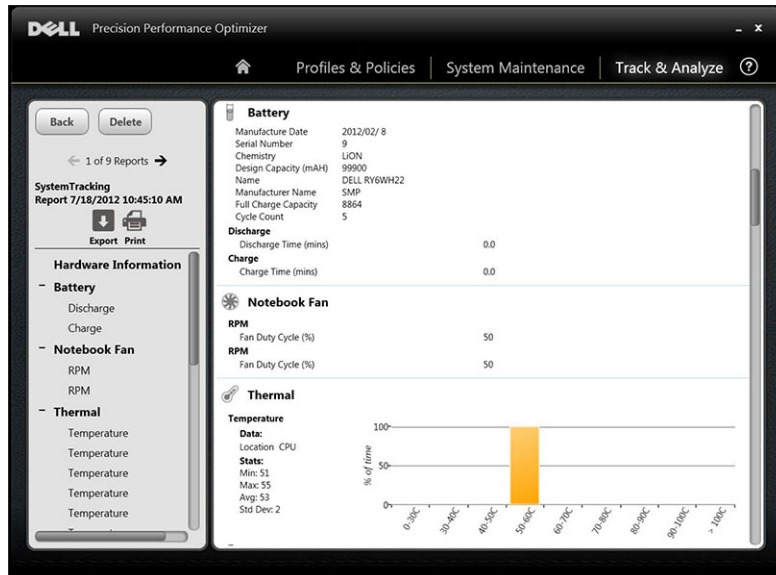 DELL Precision Performance Optimizer
Profiles & Policies System Maintenance Track & Analyze ?
Back Delete
1 of 9 Reports
SystemTracking
Report 7/18/2012 10:45:10 AM
Export Print
Hardware Information
− Battery
Discharge
Charge
− Notebook Fan
RPM
RPM
− Thermal
Temperature
Temperature
Temperature
Temperature
Temperature
Battery
Manufacture Date 2012/02/ 8
Serial Number 9
Chemistry LiON
Design Capacity (mAH) 99900
Name DELL RY6WH22
Manufacturer Name SMP
Full Charge Capacity 8864
Cycle Count 5
Discharge
Discharge Time (mins) 0.0
Charge
Charge Time (mins) 0.0
Notebook Fan
RPM
Fan Duty Cycle (%) 50
RPM
Fan Duty Cycle (%) 50
Thermal
Temperature
Data:
Location CPU
Stats:
Min: 51
Max: 55
Avg: 53
Std Dev: 2
% of time
100
50
0
0-30C 30-40C 40-50C 50-60C 60-70C 70-80C 80-90C 90-100C > 100C